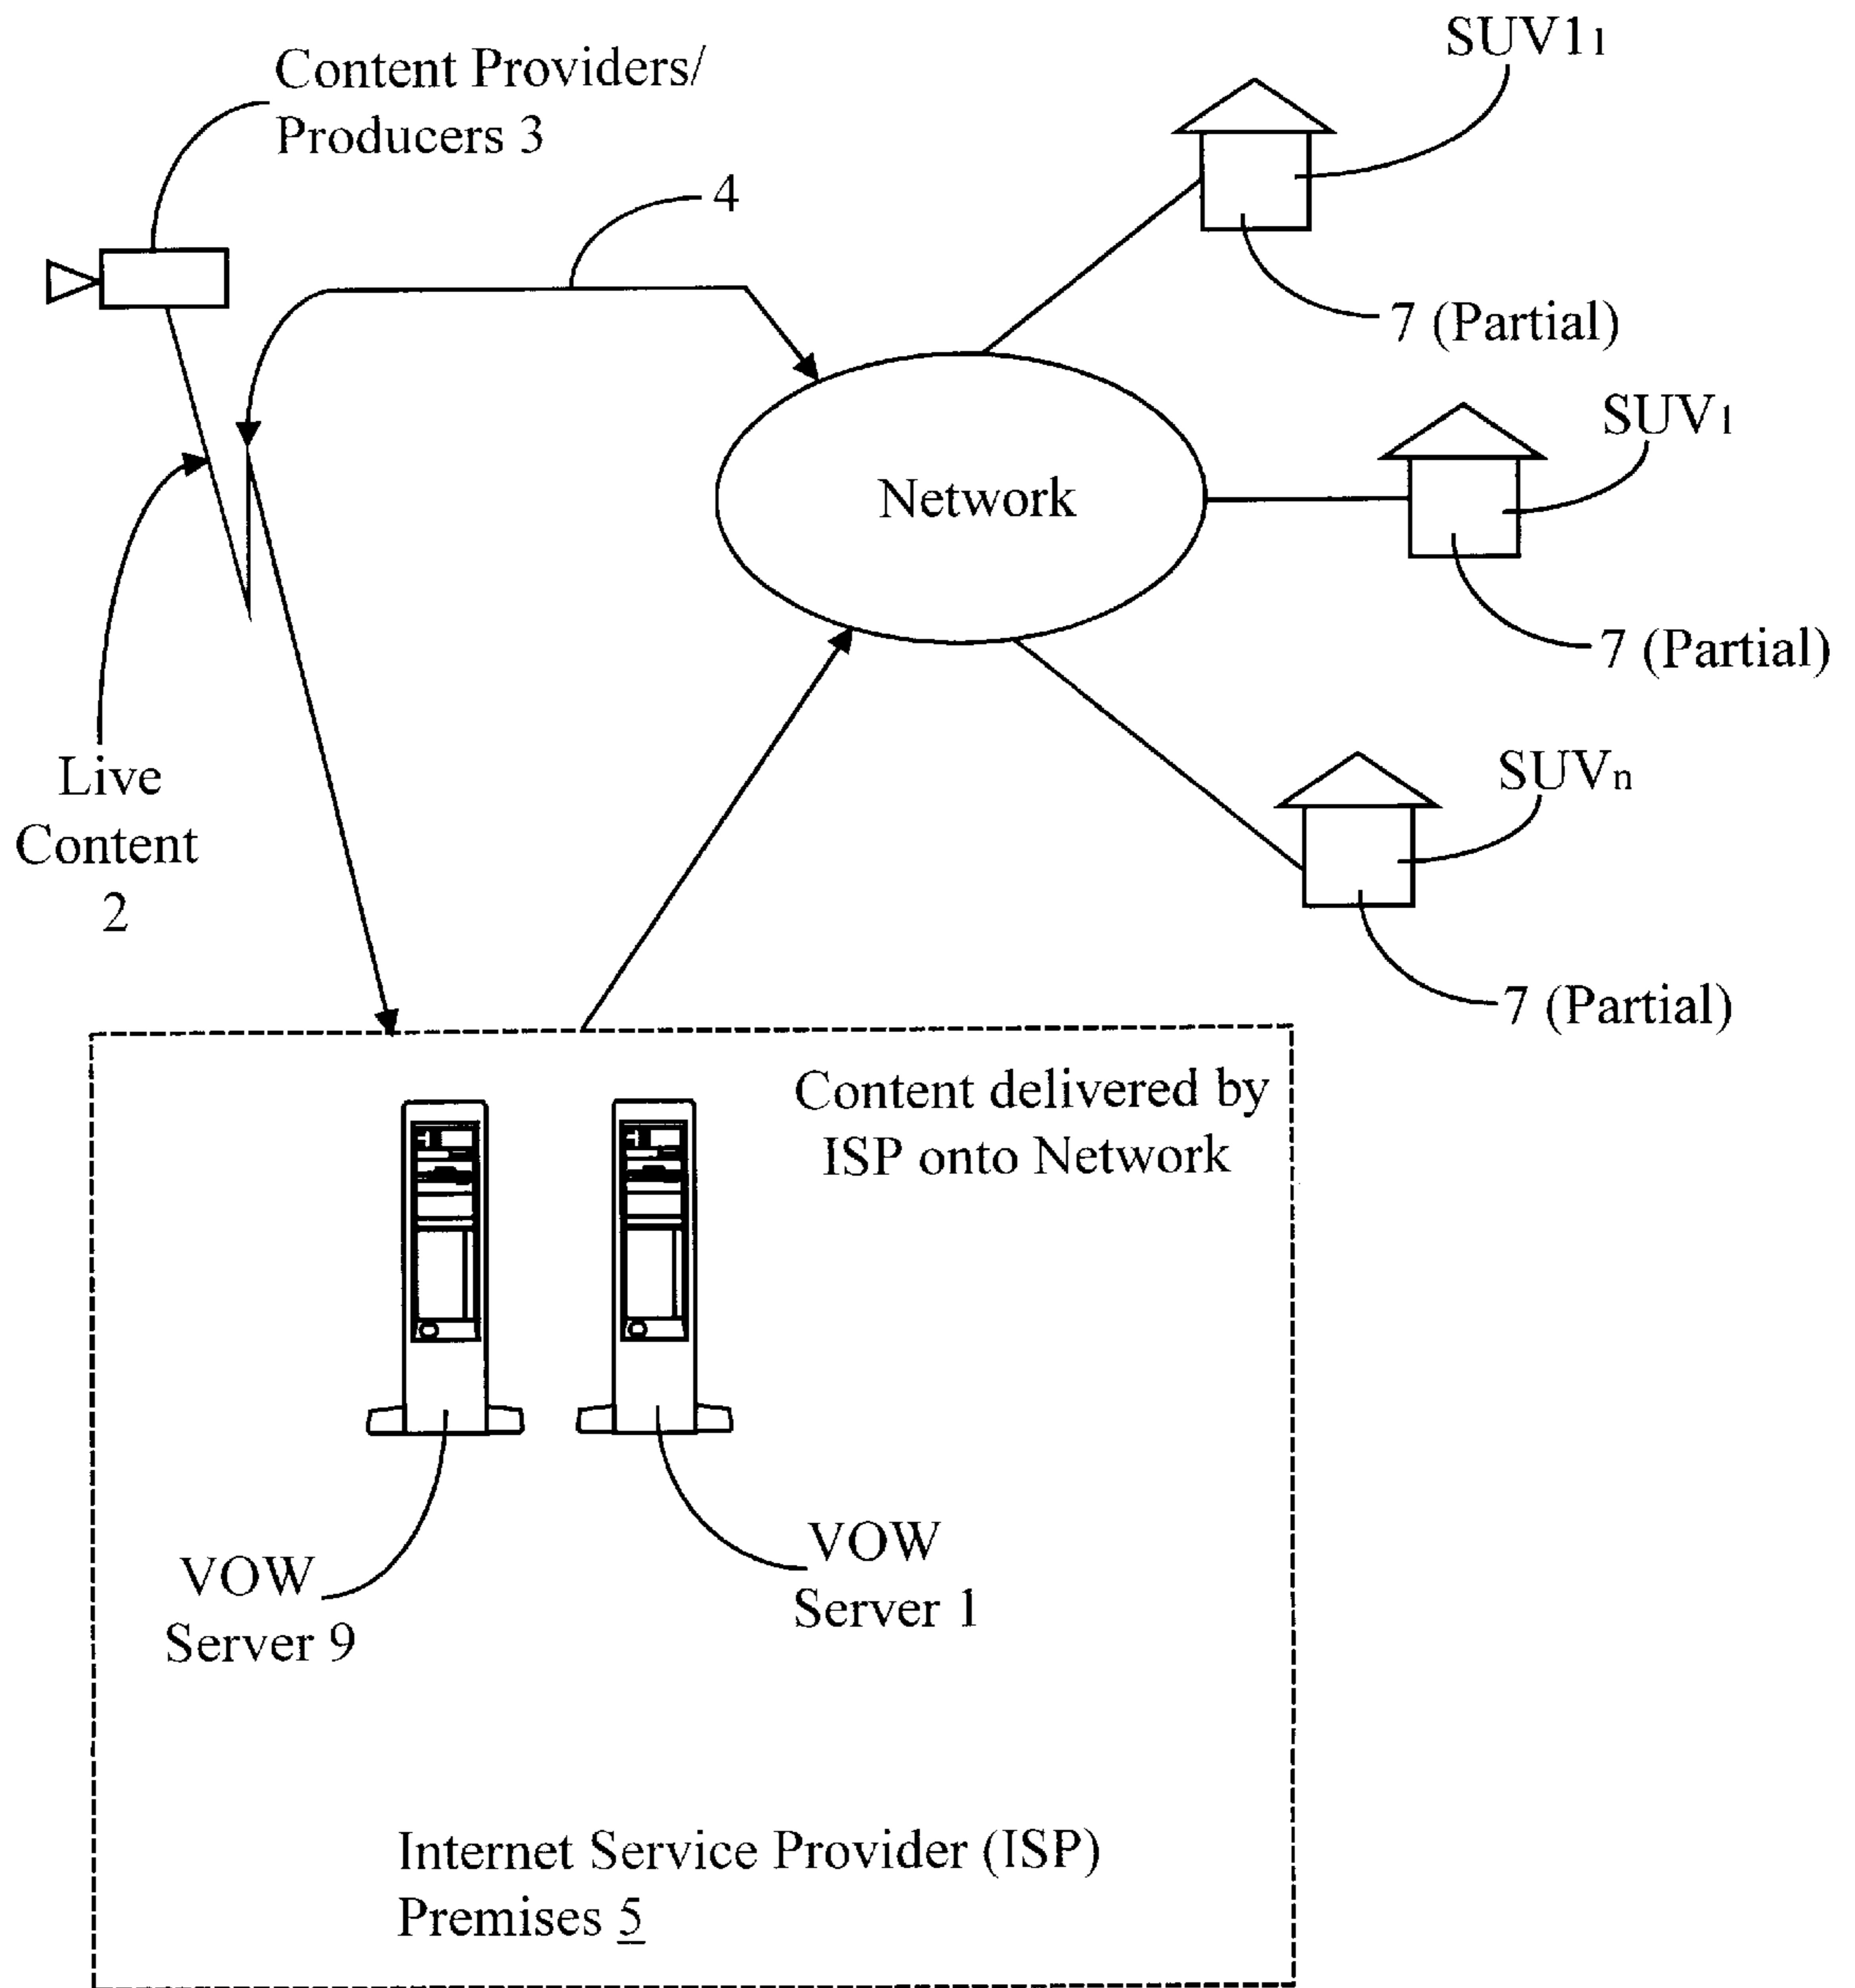 Content Providers/
Producers 3
4
SUV1₁
7 (Partial)
SUV₁
7 (Partial)
Network
SUVₙ
7 (Partial)
Live
Content
2
Content delivered by
ISP onto Network
VOW
Server 9
VOW
Server 1
Internet Service Provider (ISP)
Premises 5